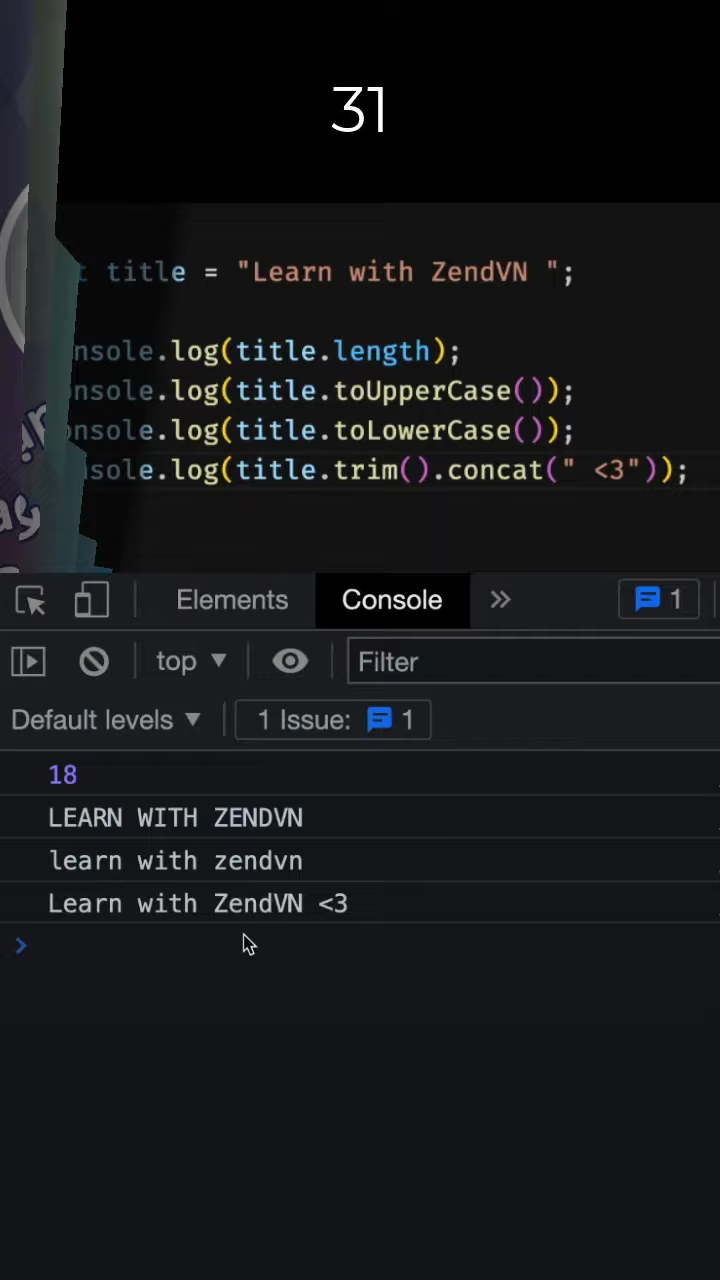 31
title = "Learn with ZendVN ";
nsole.log(title.length);
onsole.log(title.toUpperCase());
onsole.log(title.toLowerCase());
sole.log(title.trim().concat(" <3"));
Elements Console 1
top Filter
Default levels 1 Issue: 1
18
LEARN WITH ZENDVN
learn with zendvn
Learn with ZendVN <3